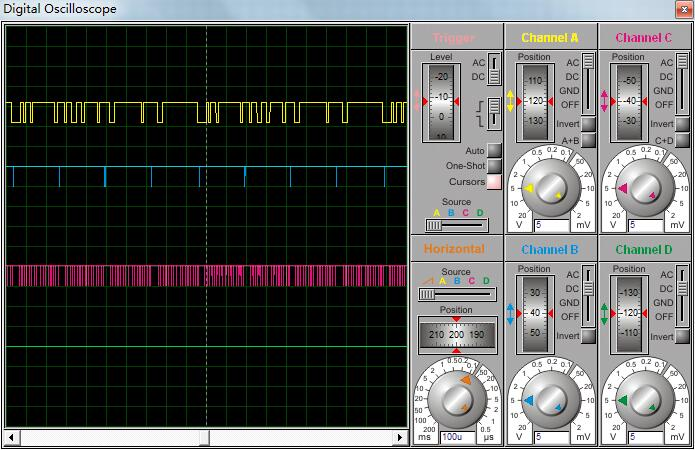 Digital Oscilloscope
Trigger
Level
-20
-10
0
10
AC
DC
Auto
One-Shot
Cursors
Source
A B C D
Channel A
Position
110
120
130
AC
DC
GND
OFF
Invert
A+B
20 10 5 2 1 0.5 0.2 0.1 50 20 10 5 2
V 5 mV
Channel C
Position
-50
-40
-30
AC
DC
GND
OFF
Invert
C+D
20 10 5 2 1 0.5 0.2 0.1 50 20 10 5 2
V 5 mV
Horizontal
Source
A B C D
Position
210 200 190
200 100 50 20 10 5 2 1 0.5 0.2 0.1 50 20 10 5 2 1 0.5
ms 100u µs
Channel B
Position
30
40
50
AC
DC
GND
OFF
Invert
20 10 5 2 1 0.5 0.2 0.1 50 20 10 5 2
V 5 mV
Channel D
Position
-130
-120
-110
AC
DC
GND
OFF
Invert
20 10 5 2 1 0.5 0.2 0.1 50 20 10 5 2
V 5 mV